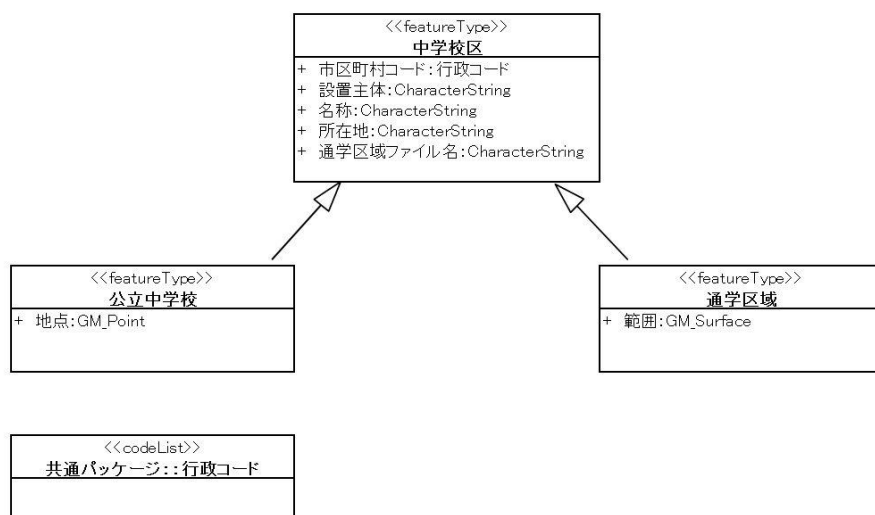 <<featureType>>
中学校区
+ 市区町村コード:行政コード
+ 設置主体:CharacterString
+ 名称:CharacterString
+ 所在地:CharacterString
+ 通学区域ファイル名:CharacterString
<<featureType>>
公立中学校
+ 地点:GM_Point
<<featureType>>
通学区域
+ 範囲:GM_Surface
<<codeList>>
共通パッケージ::行政コード